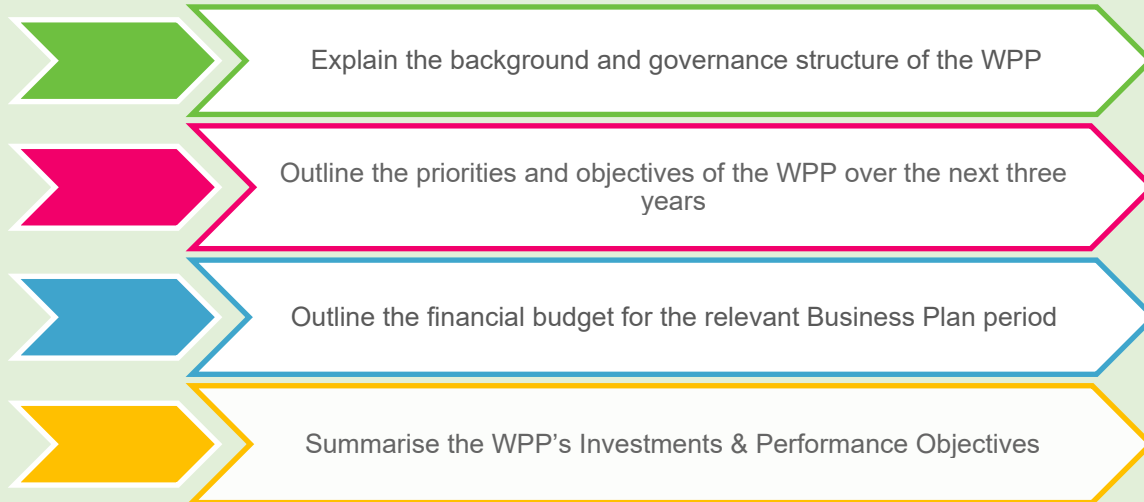 Explain the background and governance structure of the WPP
Outline the priorities and objectives of the WPP over the next three
years
Outline the financial budget for the relevant Business Plan period
Summarise the WPP’s Investments & Performance Objectives